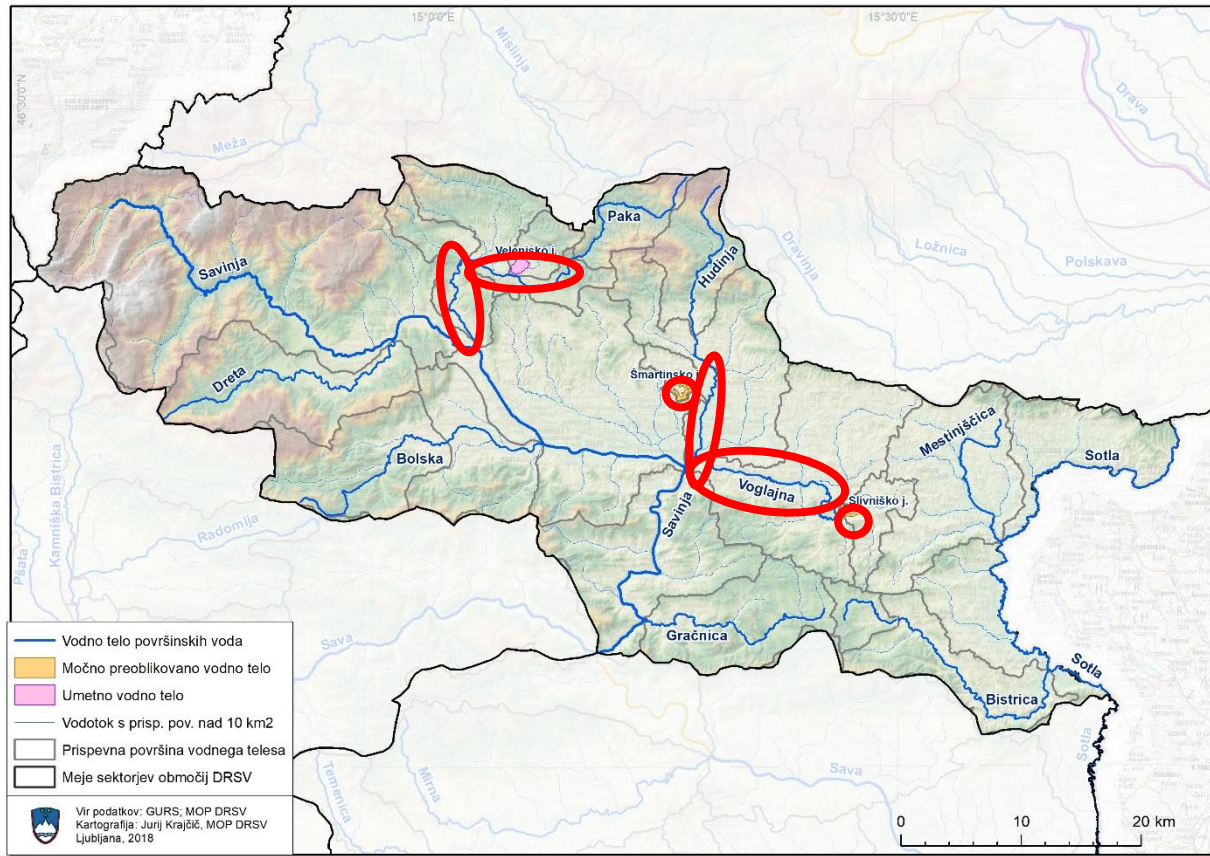 15°0'0"E
15°30'0"E
46°30'0"N
Mislinja
Meža
Drava
Dravinja
Ložnica
Polskava
Paka
Velenjsko j.
Hudinja
Savinja
Dreta
Šmartinsko
Mestinjščica
Sotla
Bolska
Voglajna
Slivniško j.
Savinja
Kamniška Bistrica
Pšata
Radomlja
Sava
Gračnica
Bistrica
Sotla
Sotla
Sava
Mirna
Temenica
Vodno telo površinskih voda
Močno preoblikovano vodno telo
Umetno vodno telo
Vodotok s prisp. pov. nad 10 km2
Prispevna površina vodnega telesa
Meje sektorjev območij DRSV
Vir podatkov: GURS; MOP DRSV
Kartografija: Jurij Krajčič, MOP DRSV
Ljubljana, 2018
0 10 20 km